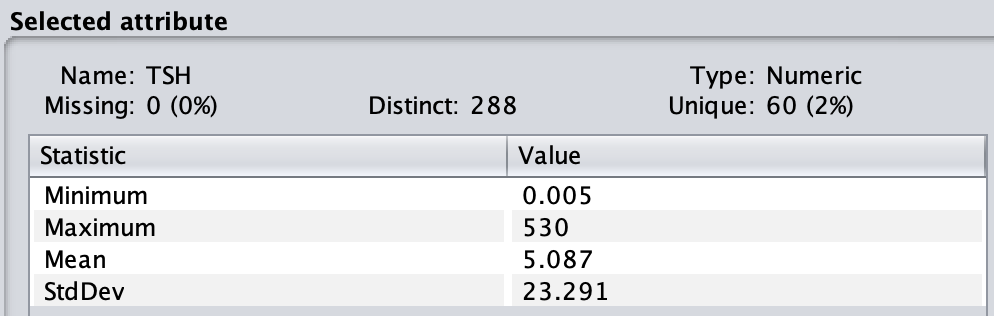 Selected attribute
Name: TSH Type: Numeric
Missing: 0 (0%) Distinct: 288 Unique: 60 (2%)
Statistic Value
Minimum 0.005
Maximum 530
Mean 5.087
StdDev 23.291